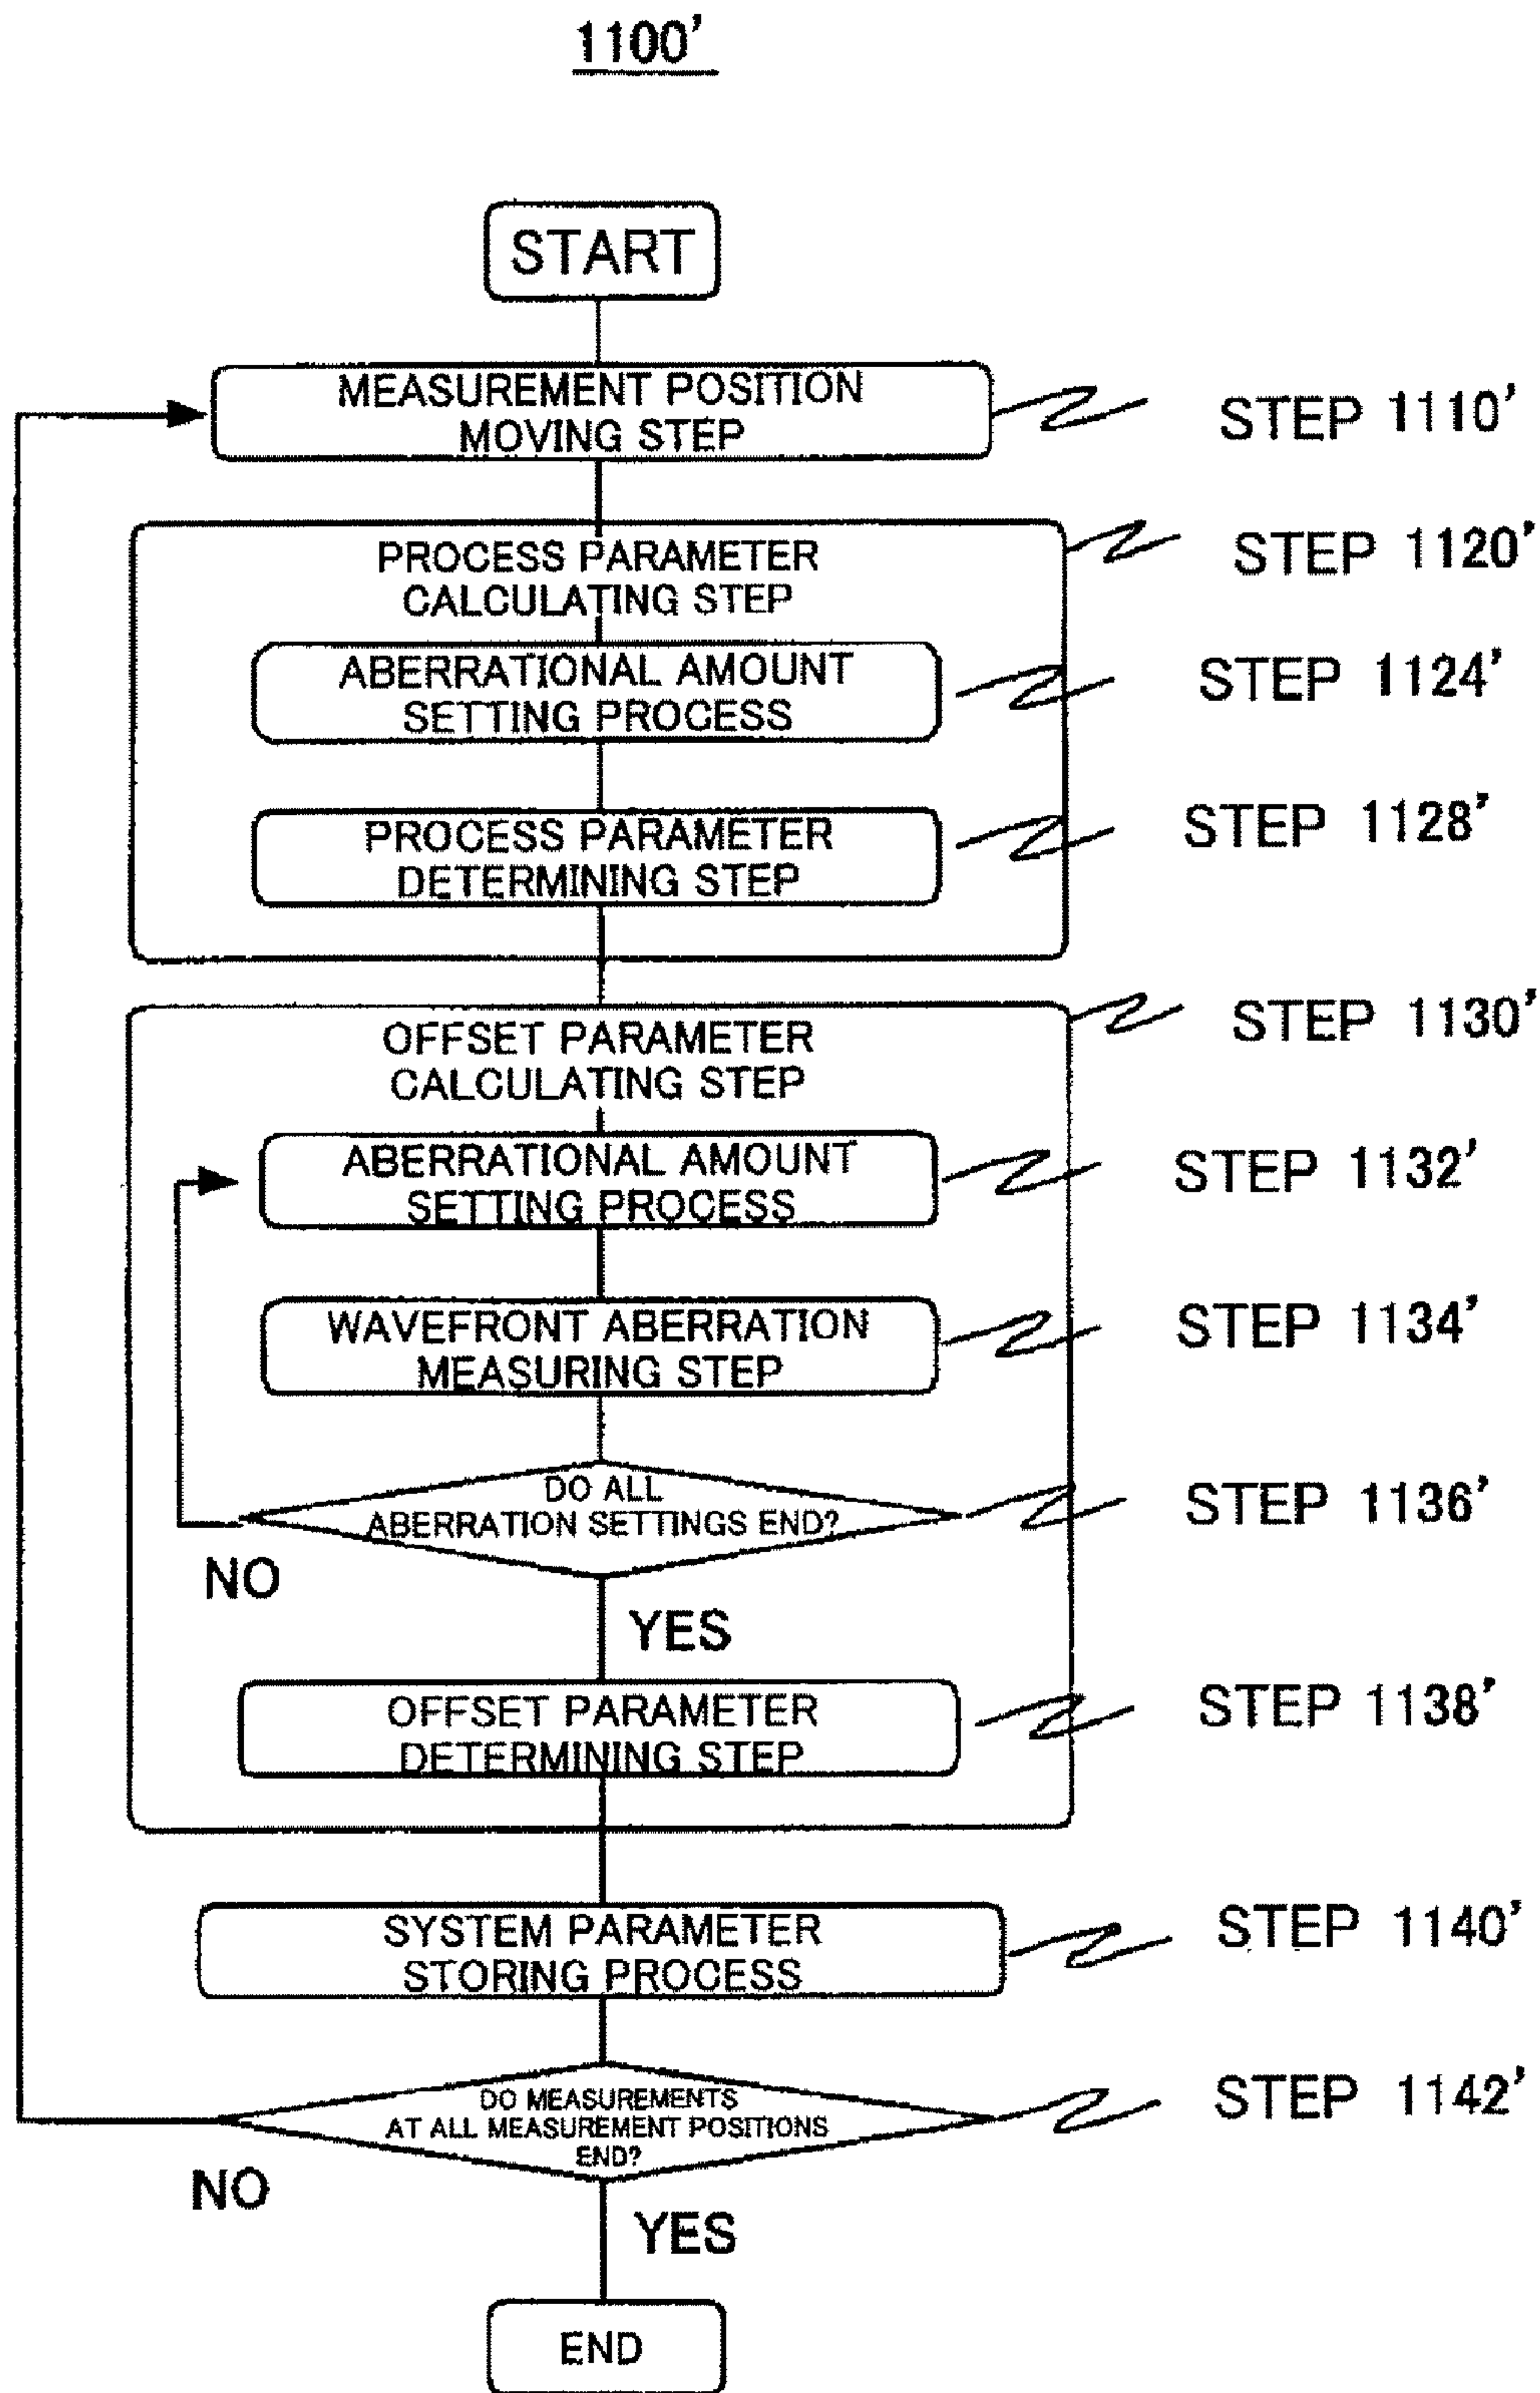 1100'
START
MEASUREMENT POSITION
MOVING STEP
STEP 1110'
PROCESS PARAMETER
CALCULATING STEP
STEP 1120'
ABERRATIONAL AMOUNT
SETTING PROCESS
STEP 1124'
PROCESS PARAMETER
DETERMINING STEP
STEP 1128'
OFFSET PARAMETER
CALCULATING STEP
STEP 1130'
ABERRATIONAL AMOUNT
SETTING PROCESS
STEP 1132'
WAVEFRONT ABERRATION
MEASURING STEP
STEP 1134'
DO ALL
ABERRATION SETTINGS END?
STEP 1136'
NO
YES
OFFSET PARAMETER
DETERMINING STEP
STEP 1138'
SYSTEM PARAMETER
STORING PROCESS
STEP 1140'
DO MEASUREMENTS
AT ALL MEASUREMENT POSITIONS
END?
STEP 1142'
NO
YES
END